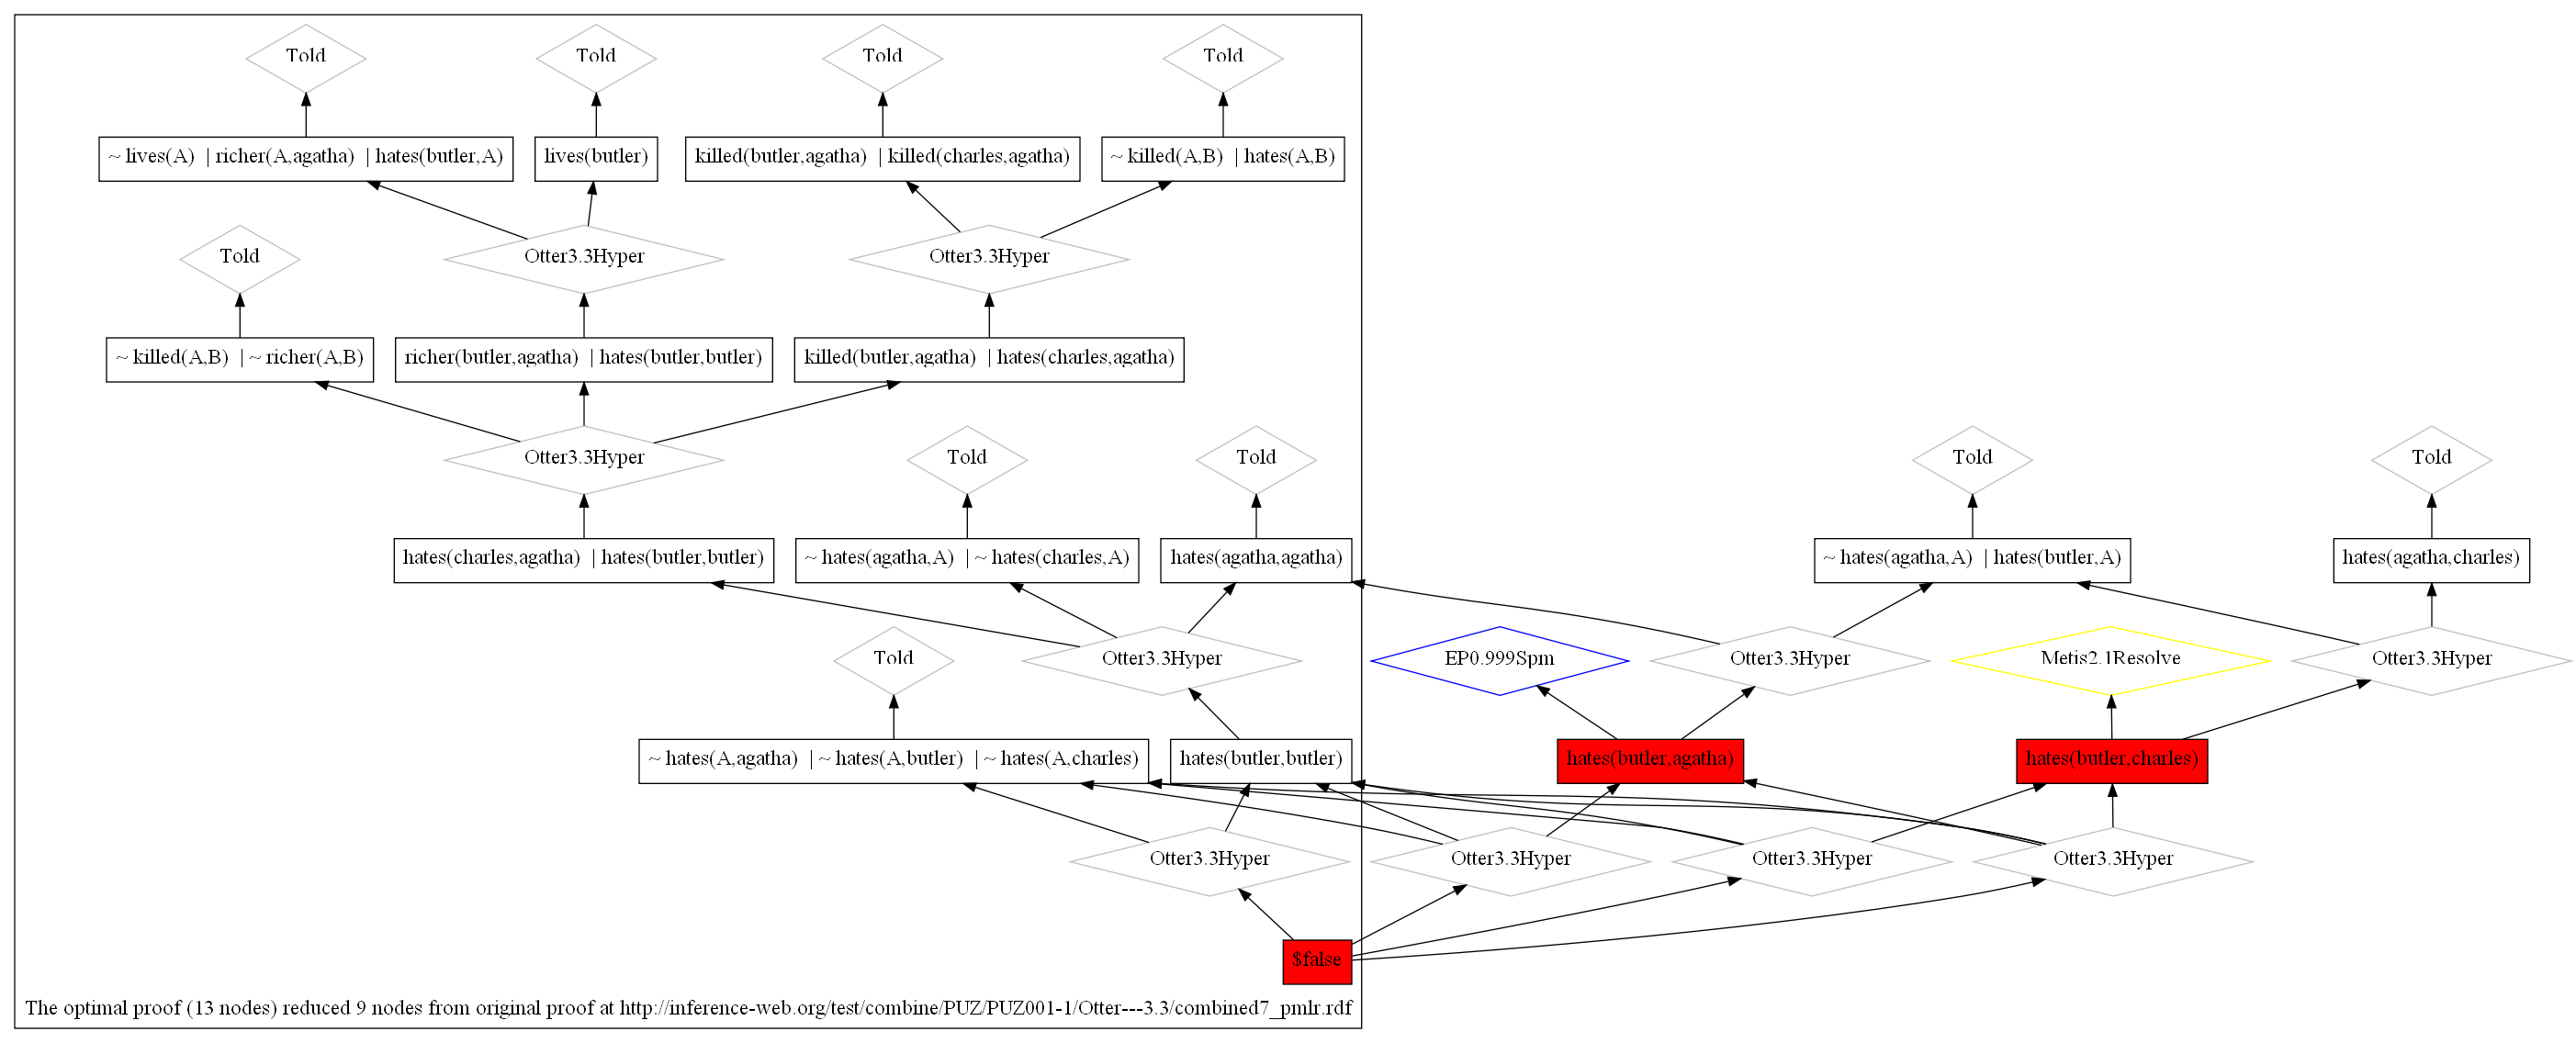 Told
Told
Told
Told
~ lives(A) | richer(A,agatha) | hates(butler,A)
lives(butler)
killed(butler,agatha) | killed(charles,agatha)
~ killed(A,B) | hates(A,B)
Told
Otter3.3Hyper
Otter3.3Hyper
~ killed(A,B) | ~ richer(A,B)
richer(butler,agatha) | hates(butler,butler)
killed(butler,agatha) | hates(charles,agatha)
Otter3.3Hyper
Told
Told
Told
Told
hates(charles,agatha) | hates(butler,butler)
~ hates(agatha,A) | ~ hates(charles,A)
hates(agatha,agatha)
~ hates(agatha,A) | hates(butler,A)
hates(agatha,charles)
Told
Otter3.3Hyper
EP0.999Spm
Otter3.3Hyper
Metis2.1Resolve
Otter3.3Hyper
~ hates(A,agatha) | ~ hates(A,butler) | ~ hates(A,charles)
hates(butler,butler)
hates(butler,agatha)
hates(butler,charles)
Otter3.3Hyper
Otter3.3Hyper
Otter3.3Hyper
Otter3.3Hyper
$false
The optimal proof (13 nodes) reduced 9 nodes from original proof at http://inference-web.org/test/combine/PUZ/PUZ001-1/Otter---3.3/combined7_pmlr.rdf